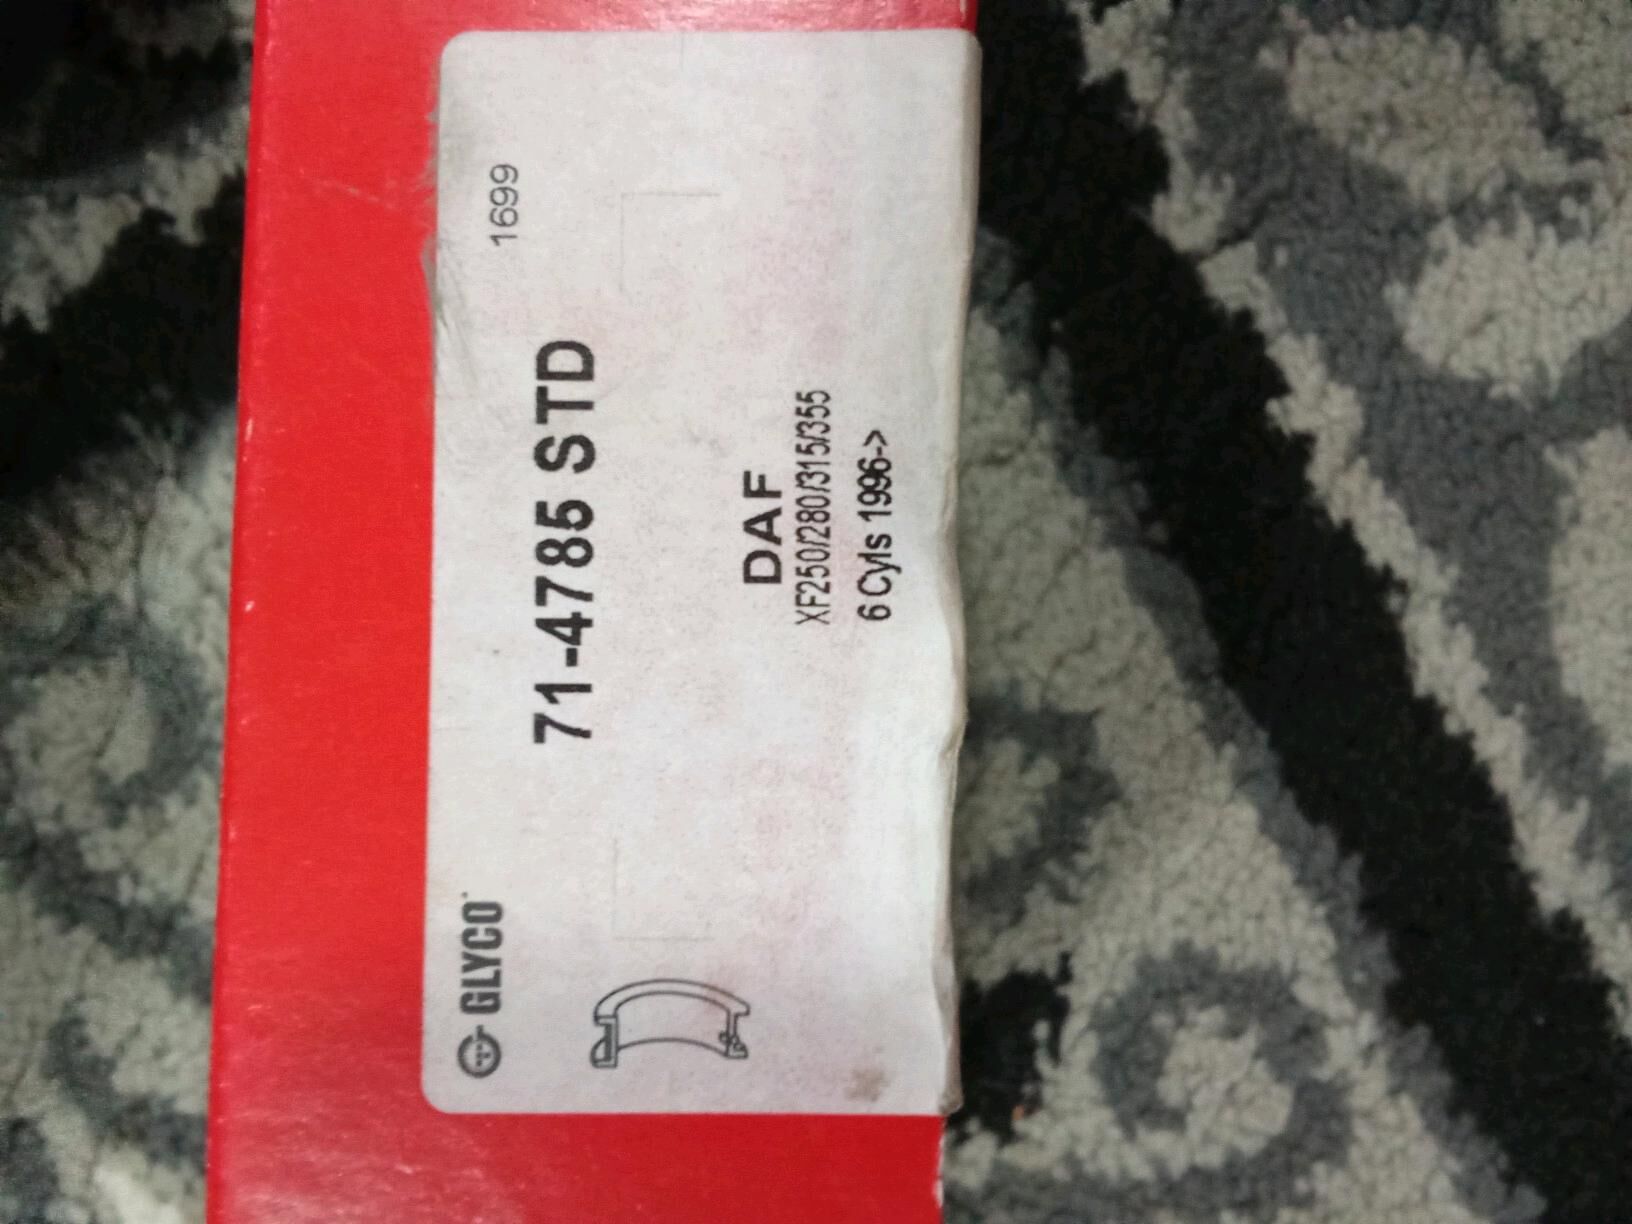 GLYCO
1699
71-4785 STD
DAF
XF250/280/315/355
6 Cyls 1996->